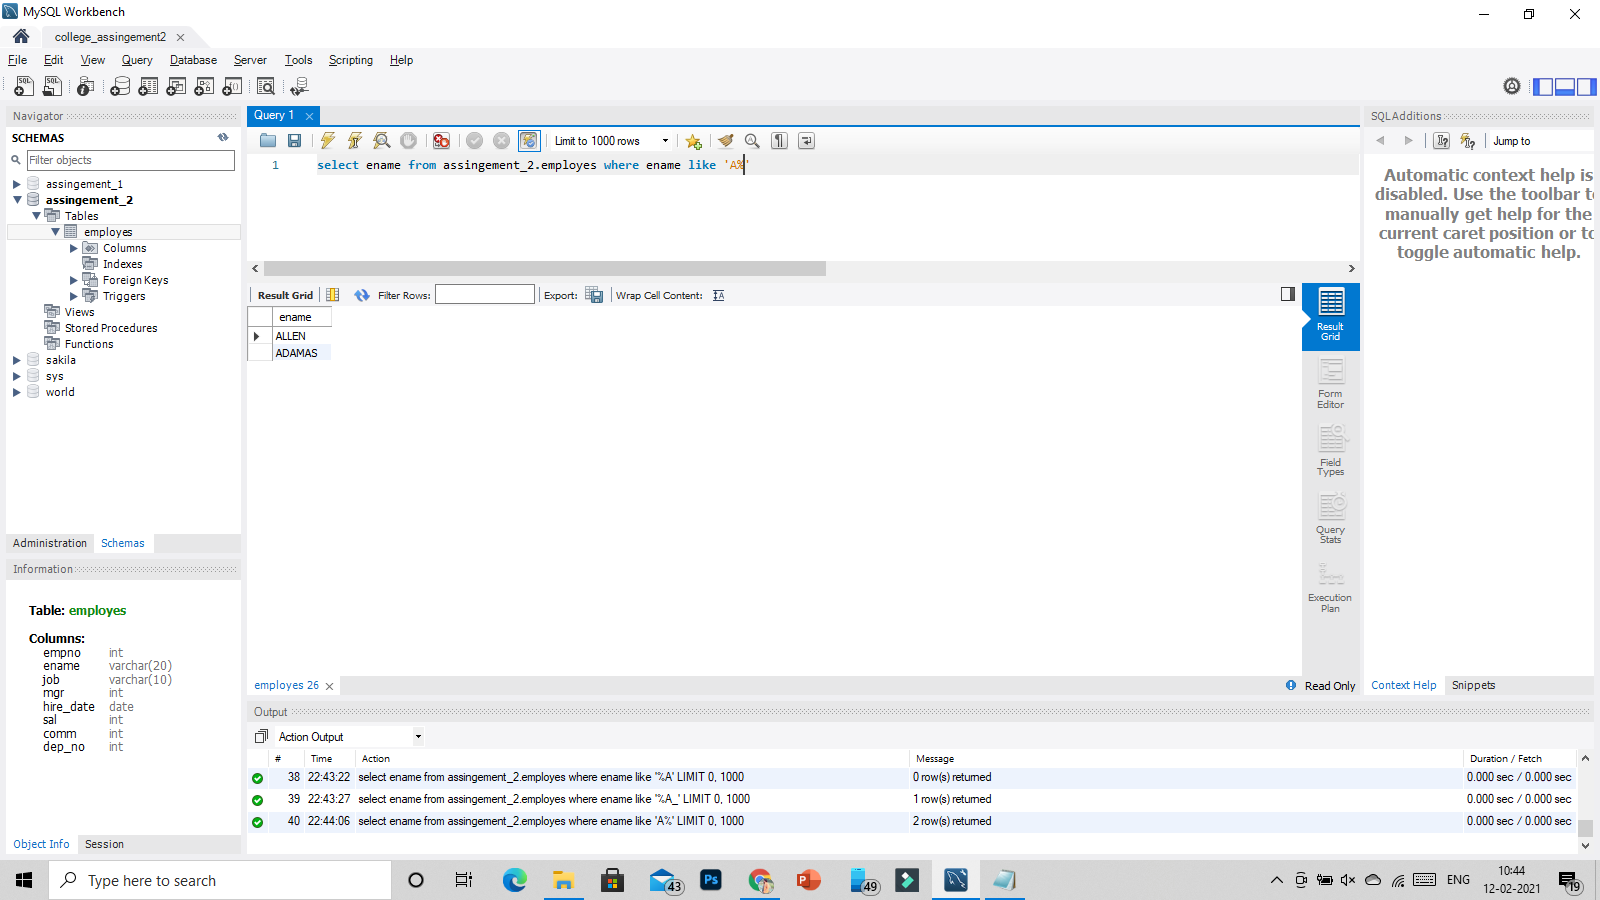 MySQL Workbench
college_assingement2
File Edit View Query Database Server Tools Scripting Help
Navigator
SCHEMAS
Filter objects
assingement_1
assingement_2
Tables
employes
Columns
Indexes
Foreign Keys
Triggers
Views
Stored Procedures
Functions
sakila
sys
world
Administration Schemas
Information
Table: employes
Columns:
empno int
ename varchar(20)
job varchar(10)
mgr int
hire_date date
sal int
comm int
dep_no int
Object Info Session
Query 1
Limit to 1000 rows
1 select ename from assingement_2.employes where ename like 'A%'
Result Grid Filter Rows: Export: Wrap Cell Content:
ename
ALLEN
ADAMAS
Result
Grid
Form
Editor
Field
Types
Query
Stats
Execution
Plan
employes 26 Read Only
SQLAdditions
Jump to
Automatic context help is
disabled. Use the toolbar to
manually get help for the
current caret position or to
toggle automatic help.
Context Help Snippets
Output
Action Output
# Time Action Message Duration / Fetch
38 22:43:22 select ename from assingement_2.employes where ename like '%A' LIMIT 0, 1000 0 row(s) returned 0.000 sec / 0.000 sec
39 22:43:27 select ename from assingement_2.employes where ename like '%A_' LIMIT 0, 1000 1 row(s) returned 0.000 sec / 0.000 sec
40 22:44:06 select ename from assingement_2.employes where ename like 'A%' LIMIT 0, 1000 2 row(s) returned 0.000 sec / 0.000 sec
Type here to search
43
Ps
49
ENG
10:44
12-02-2021
19